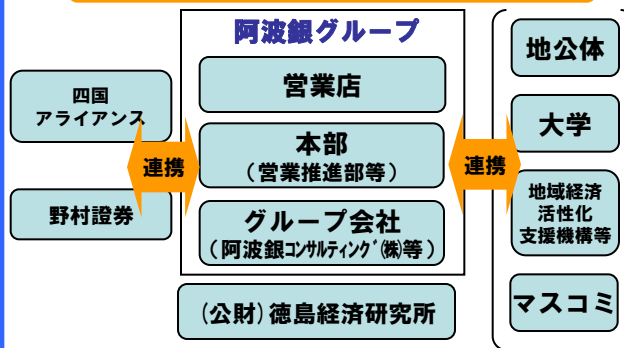 阿波銀グループ
四国
アライアンス
野村證券
連携
営業店
本部
(営業推進部等)
グループ会社
(阿波銀コンサルティング(株)等)
(公財)徳島経済研究所
連携
地公体
大学
地域経済
活性化
支援機構等
マスコミ